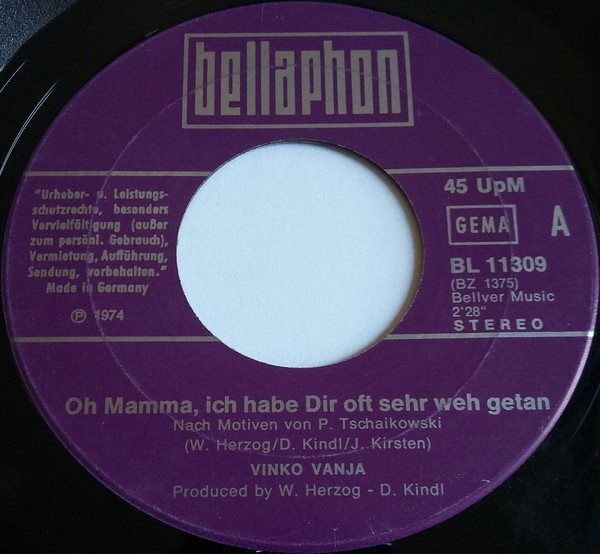 bellaphon
"Urheber- u. Leistungs-
schutzrechte, besonders
Vervielfältigung (außer
zum persönl. Gebrauch),
Vermietung, Aufführung,
Sendung, vorbehalten."
Made in Germany
Ⓟ 1974
45 UpM
GEMA A
BL 11309
(BZ 1375)
Bellver Music
2'28"
STEREO
Oh Mamma, ich habe Dir oft sehr weh getan
Nach Motiven von P. Tschaikowski
(W. Herzog/D. Kindl/J. Kirsten)
VINKO VANJA
Produced by W. Herzog - D. Kindl